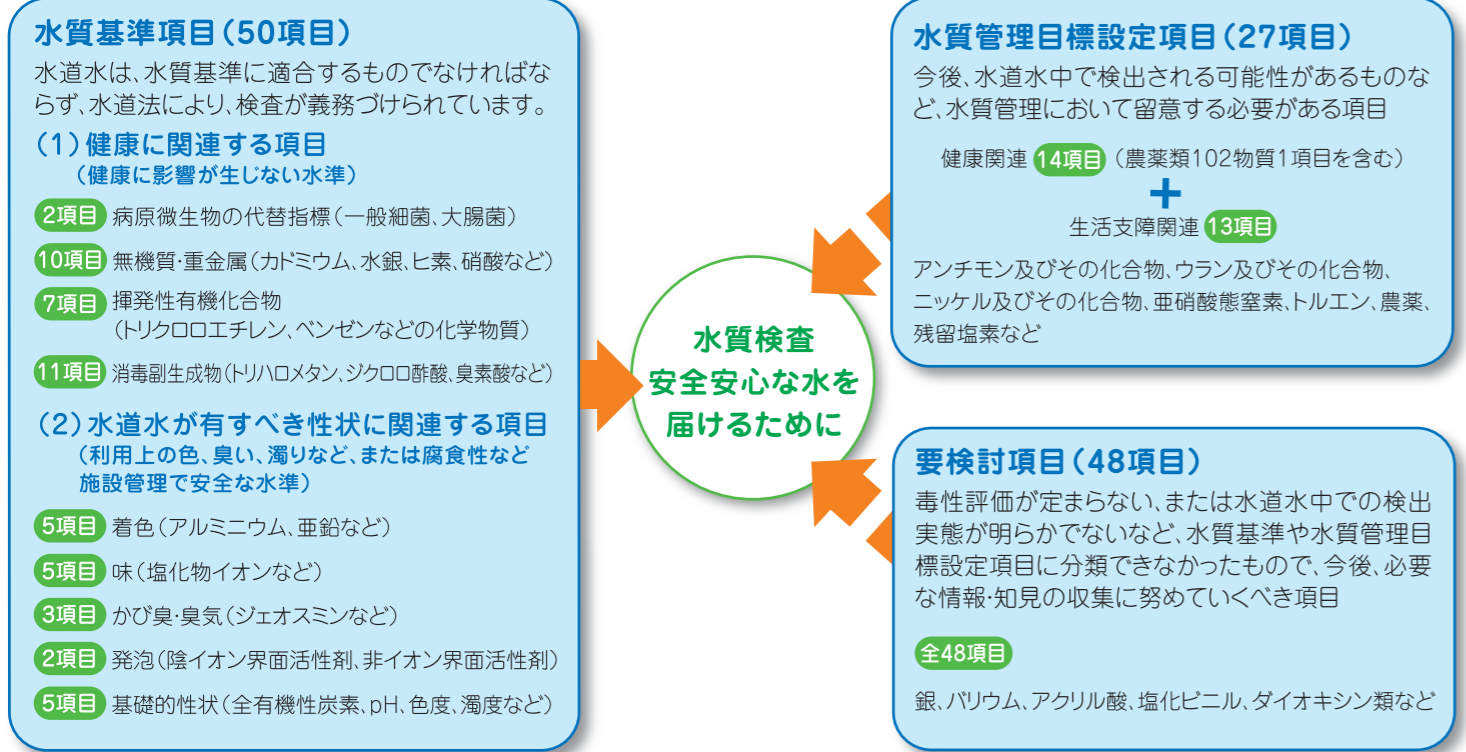 水質基準項目(50項目)
水道水は、水質基準に適合するものでなければな
らず、水道法により、検査が義務づけられています。
(1)健康に関連する項目
(健康に影響が生じない水準)
2項目 病原微生物の代替指標(一般細菌、大腸菌)
10項目 無機質・重金属(カドミウム、水銀、ヒ素、硝酸など)
7項目 揮発性有機化合物
(トリクロロエチレン、ベンゼンなどの化学物質)
11項目 消毒副生成物(トリハロメタン、ジクロロ酢酸、臭素酸など)
(2)水道水が有すべき性状に関連する項目
(利用上の色、臭い、濁りなど、または腐食性など
施設管理で安全な水準)
5項目 着色(アルミニウム、亜鉛など)
5項目 味(塩化物イオンなど)
3項目 かび臭・臭気(ジェオスミンなど)
2項目 発泡(陰イオン界面活性剤、非イオン界面活性剤)
5項目 基礎的性状(全有機性炭素、pH、色度、濁度など)
水質検査
安全安心な水を
届けるために
水質管理目標設定項目(27項目)
今後、水道水中で検出される可能性があるものな
ど、水質管理において留意する必要がある項目
健康関連 14項目 (農薬類102物質1項目を含む)
+
生活支障関連 13項目
アンチモン及びその化合物、ウラン及びその化合物、
ニッケル及びその化合物、亜硝酸態窒素、トルエン、農薬、
残留塩素など
要検討項目(48項目)
毒性評価が定まらない、または水道水中での検出
実態が明らかでないなど、水質基準や水質管理目
標設定項目に分類できなかったもので、今後、必要
な情報・知見の収集に努めていくべき項目
全48項目
銀、バリウム、アクリル酸、塩化ビニル、ダイオキシン類など